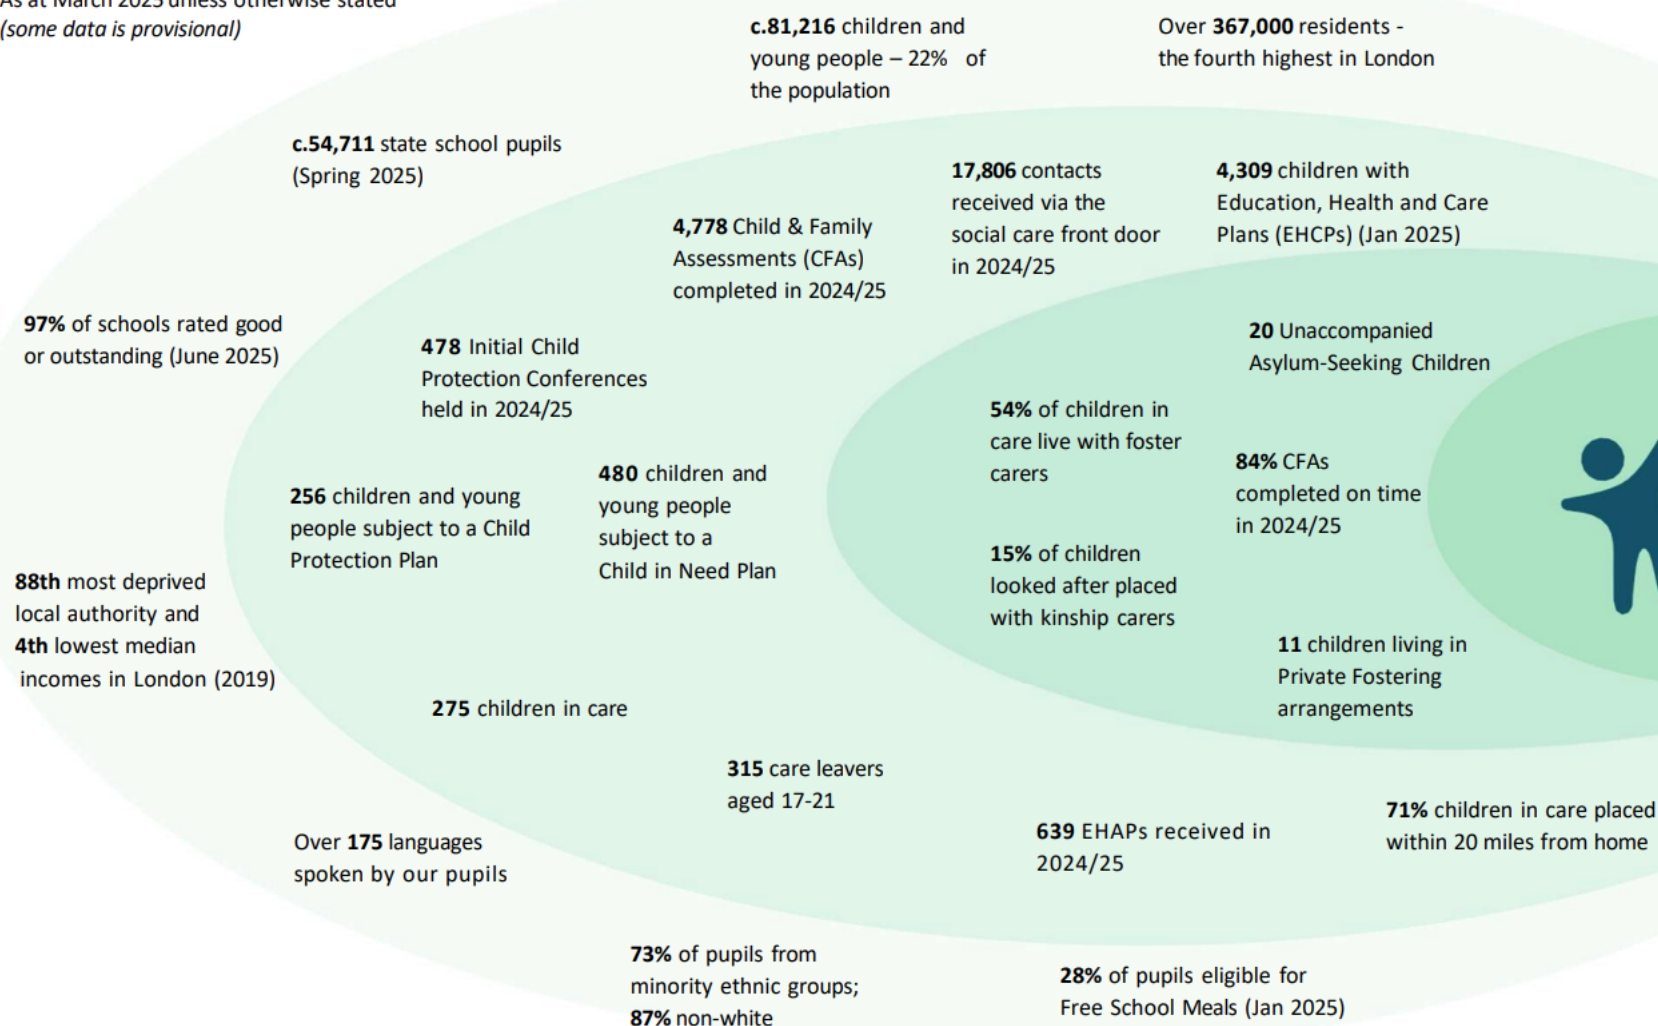 As at March 2025 unless otherwise stated
(some data is provisional)
c.81,216 children and
young people – 22% of
the population
Over 367,000 residents -
the fourth highest in London
c.54,711 state school pupils
(Spring 2025)
17,806 contacts
received via the
social care front door
in 2024/25
4,309 children with
Education, Health and Care
Plans (EHCPs) (Jan 2025)
4,778 Child & Family
Assessments (CFAs)
completed in 2024/25
97% of schools rated good
or outstanding (June 2025)
478 Initial Child
Protection Conferences
held in 2024/25
20 Unaccompanied
Asylum-Seeking Children
54% of children in
care live with foster
carers
84% CFAs
completed on time
in 2024/25
256 children and young
people subject to a Child
Protection Plan
480 children and
young people
subject to a
Child in Need Plan
15% of children
looked after placed
with kinship carers
88th most deprived
local authority and
4th lowest median
incomes in London (2019)
11 children living in
Private Fostering
arrangements
275 children in care
315 care leavers
aged 17-21
71% children in care placed
within 20 miles from home
Over 175 languages
spoken by our pupils
639 EHAPs received in
2024/25
73% of pupils from
minority ethnic groups;
87% non-white
28% of pupils eligible for
Free School Meals (Jan 2025)